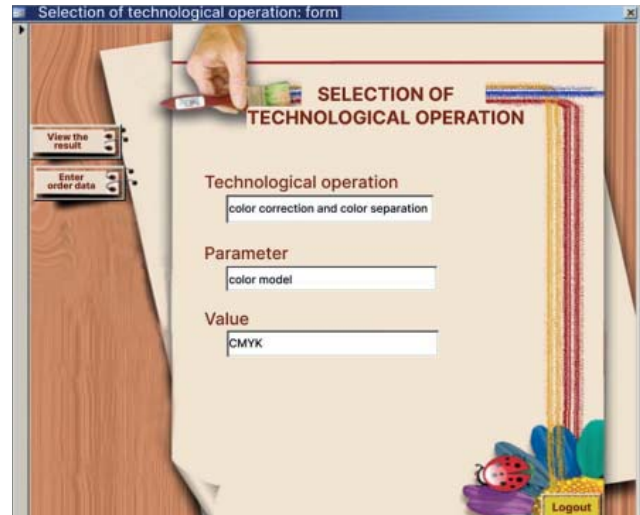 Selection of technological operation: form
SELECTION OF
TECHNOLOGICAL OPERATION
View the
result
Enter
order data
Technological operation
color correction and color separation
Parameter
color model
Value
CMYK
Logout